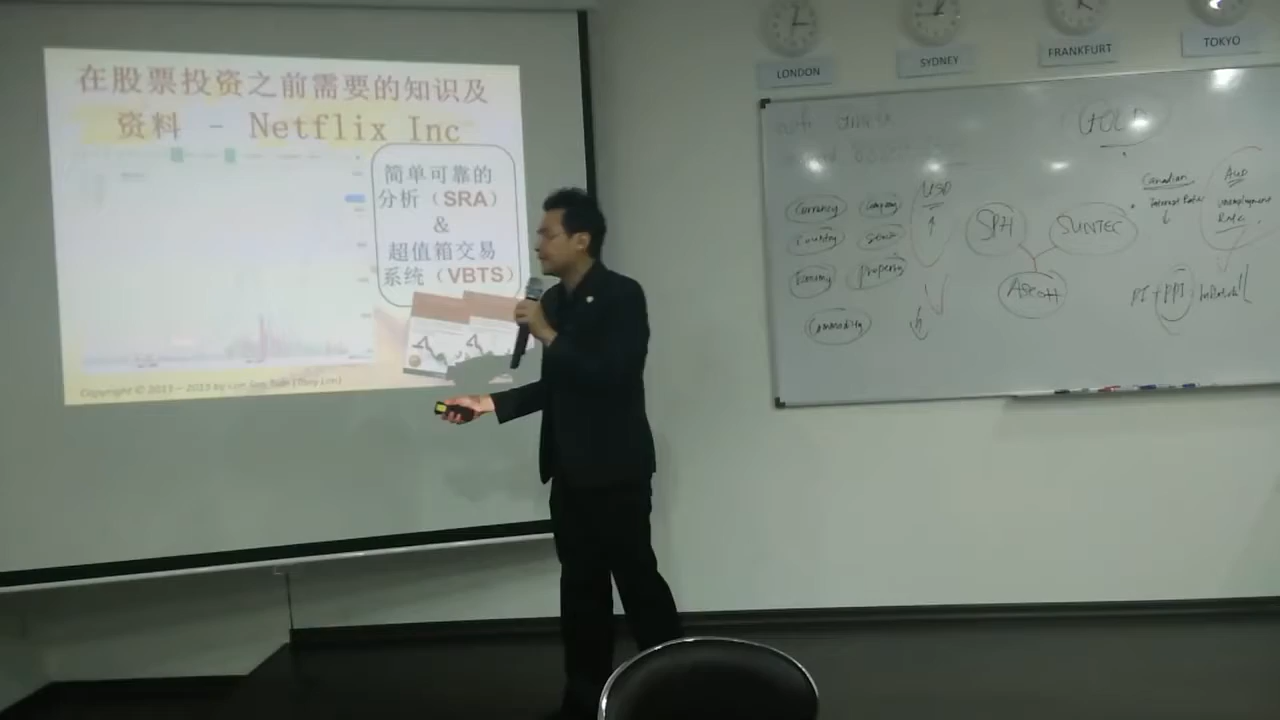 在股票投资之前需要的知识及
资料 - Netflix Inc
简单可靠的
分析（SRA）
&
超值箱交易
系统（VBTS）
LONDON
SYDNEY
FRANKFURT
TOKYO
GOLD
USD
Currency
Company
Country
Economy
Property
Commodity
SPH
SUNTEC
Canadian
Interest Rate
AUD
unemployment
Rate
PPI